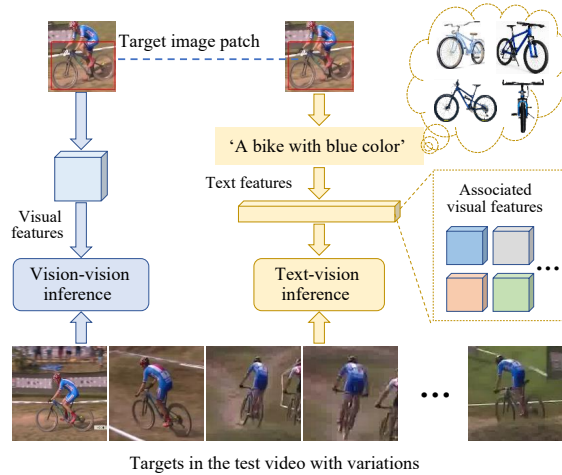 Target image patch
‘A bike with blue color’
Text features
Associated
visual features
Visual
features
Vision-vision
inference
Text-vision
inference
Targets in the test video with variations